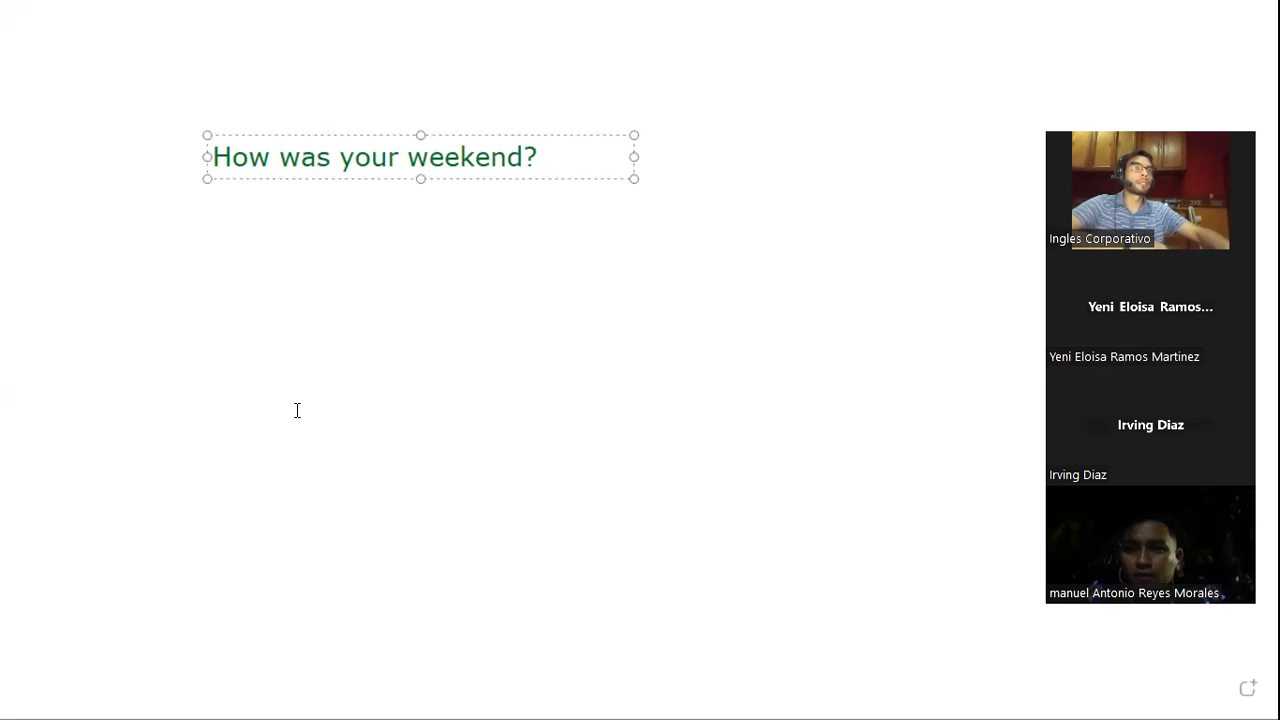 How was your weekend?
Ingles Corporativo
Yeni Eloisa Ramos...
Yeni Eloisa Ramos Martinez
Irving Diaz
Irving Diaz
manuel Antonio Reyes Morales